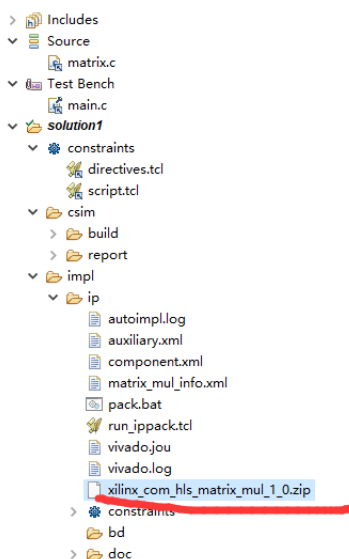 Includes
Source
matrix.c
Test Bench
main.c
solution1
constraints
directives.tcl
script.tcl
csim
build
report
impl
ip
autoimpl.log
auxiliary.xml
component.xml
matrix_mul_info.xml
pack.bat
run_ippack.tcl
vivado.jou
vivado.log
xilinx_com_hls_matrix_mul_1_0.zip
constraints
bd
doc